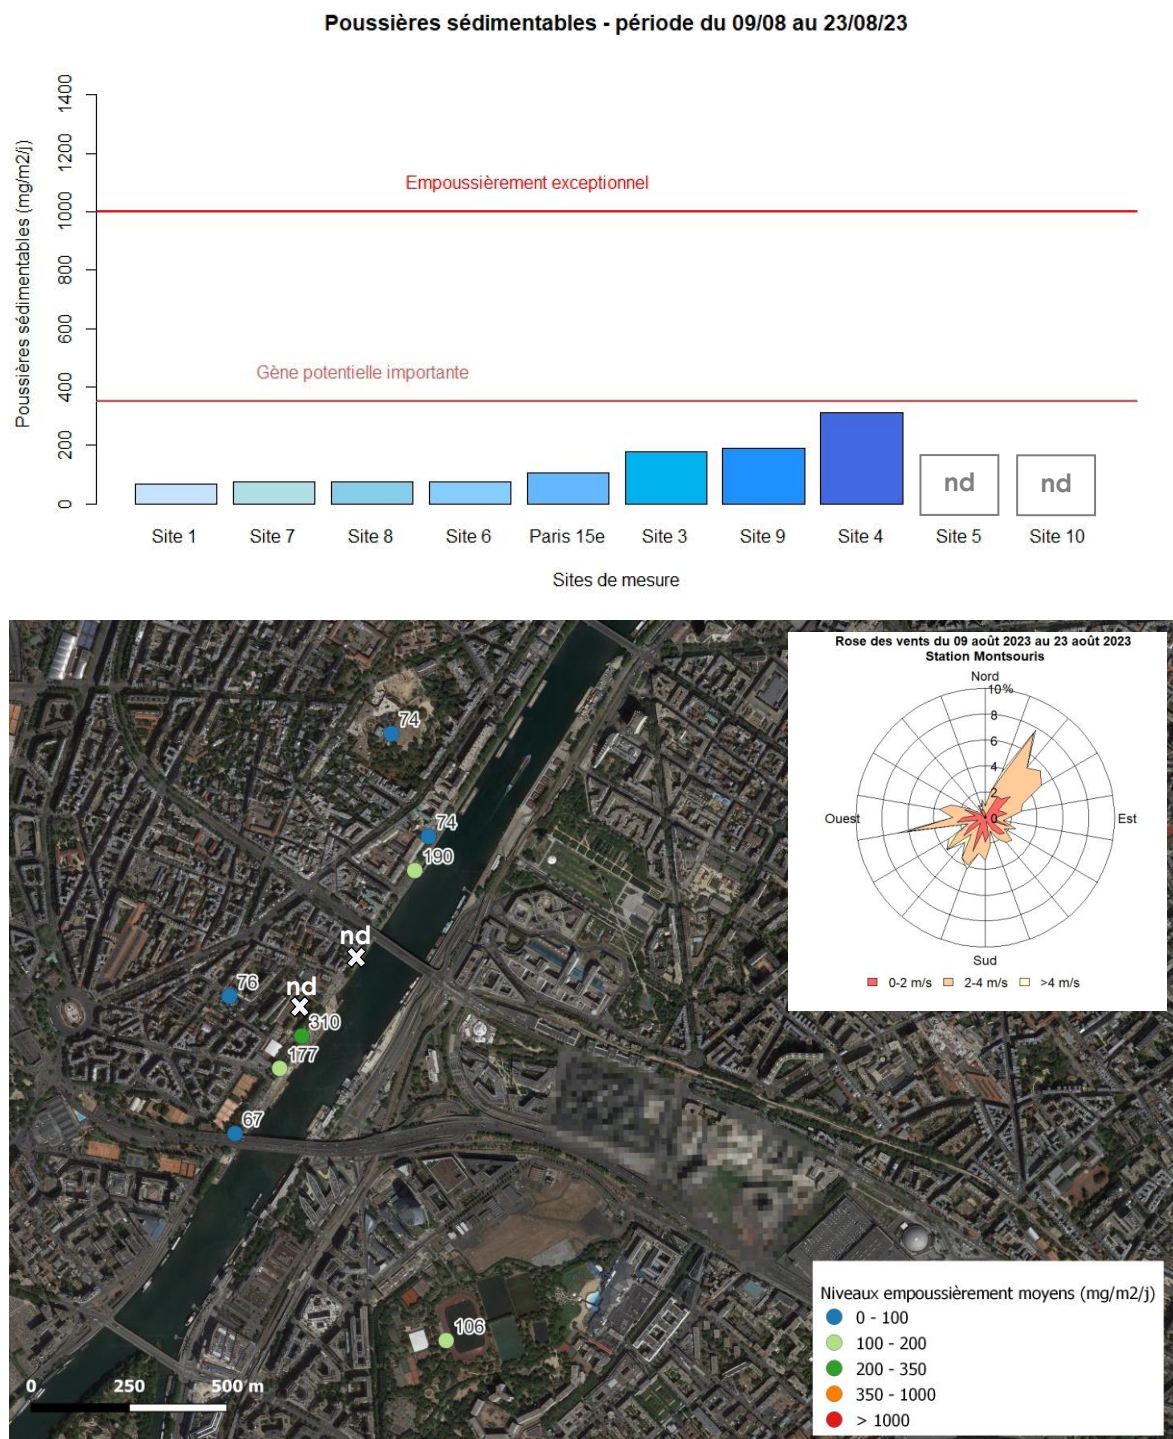 Poussières sédimentables - période du 09/08 au 23/08/23
Poussières sédimentables (mg/m2/j)
1400
1200
1000
800
600
400
200
0
Empoussièrement exceptionnel
Gène potentielle importante
nd
nd
Site 1
Site 7
Site 8
Site 6
Paris 15e
Site 3
Site 9
Site 4
Site 5
Site 10
Sites de mesure
Rose des vents du 09 août 2023 au 23 août 2023
Station Montsouris
Nord
10%
8
6
4
2
0
Ouest
Est
Sud
0-2 m/s
2-4 m/s
>4 m/s
74
74
190
nd
76
nd
310
177
67
106
0 250 500 m
Niveaux empoussièrement moyens (mg/m2/j)
0 - 100
100 - 200
200 - 350
350 - 1000
> 1000